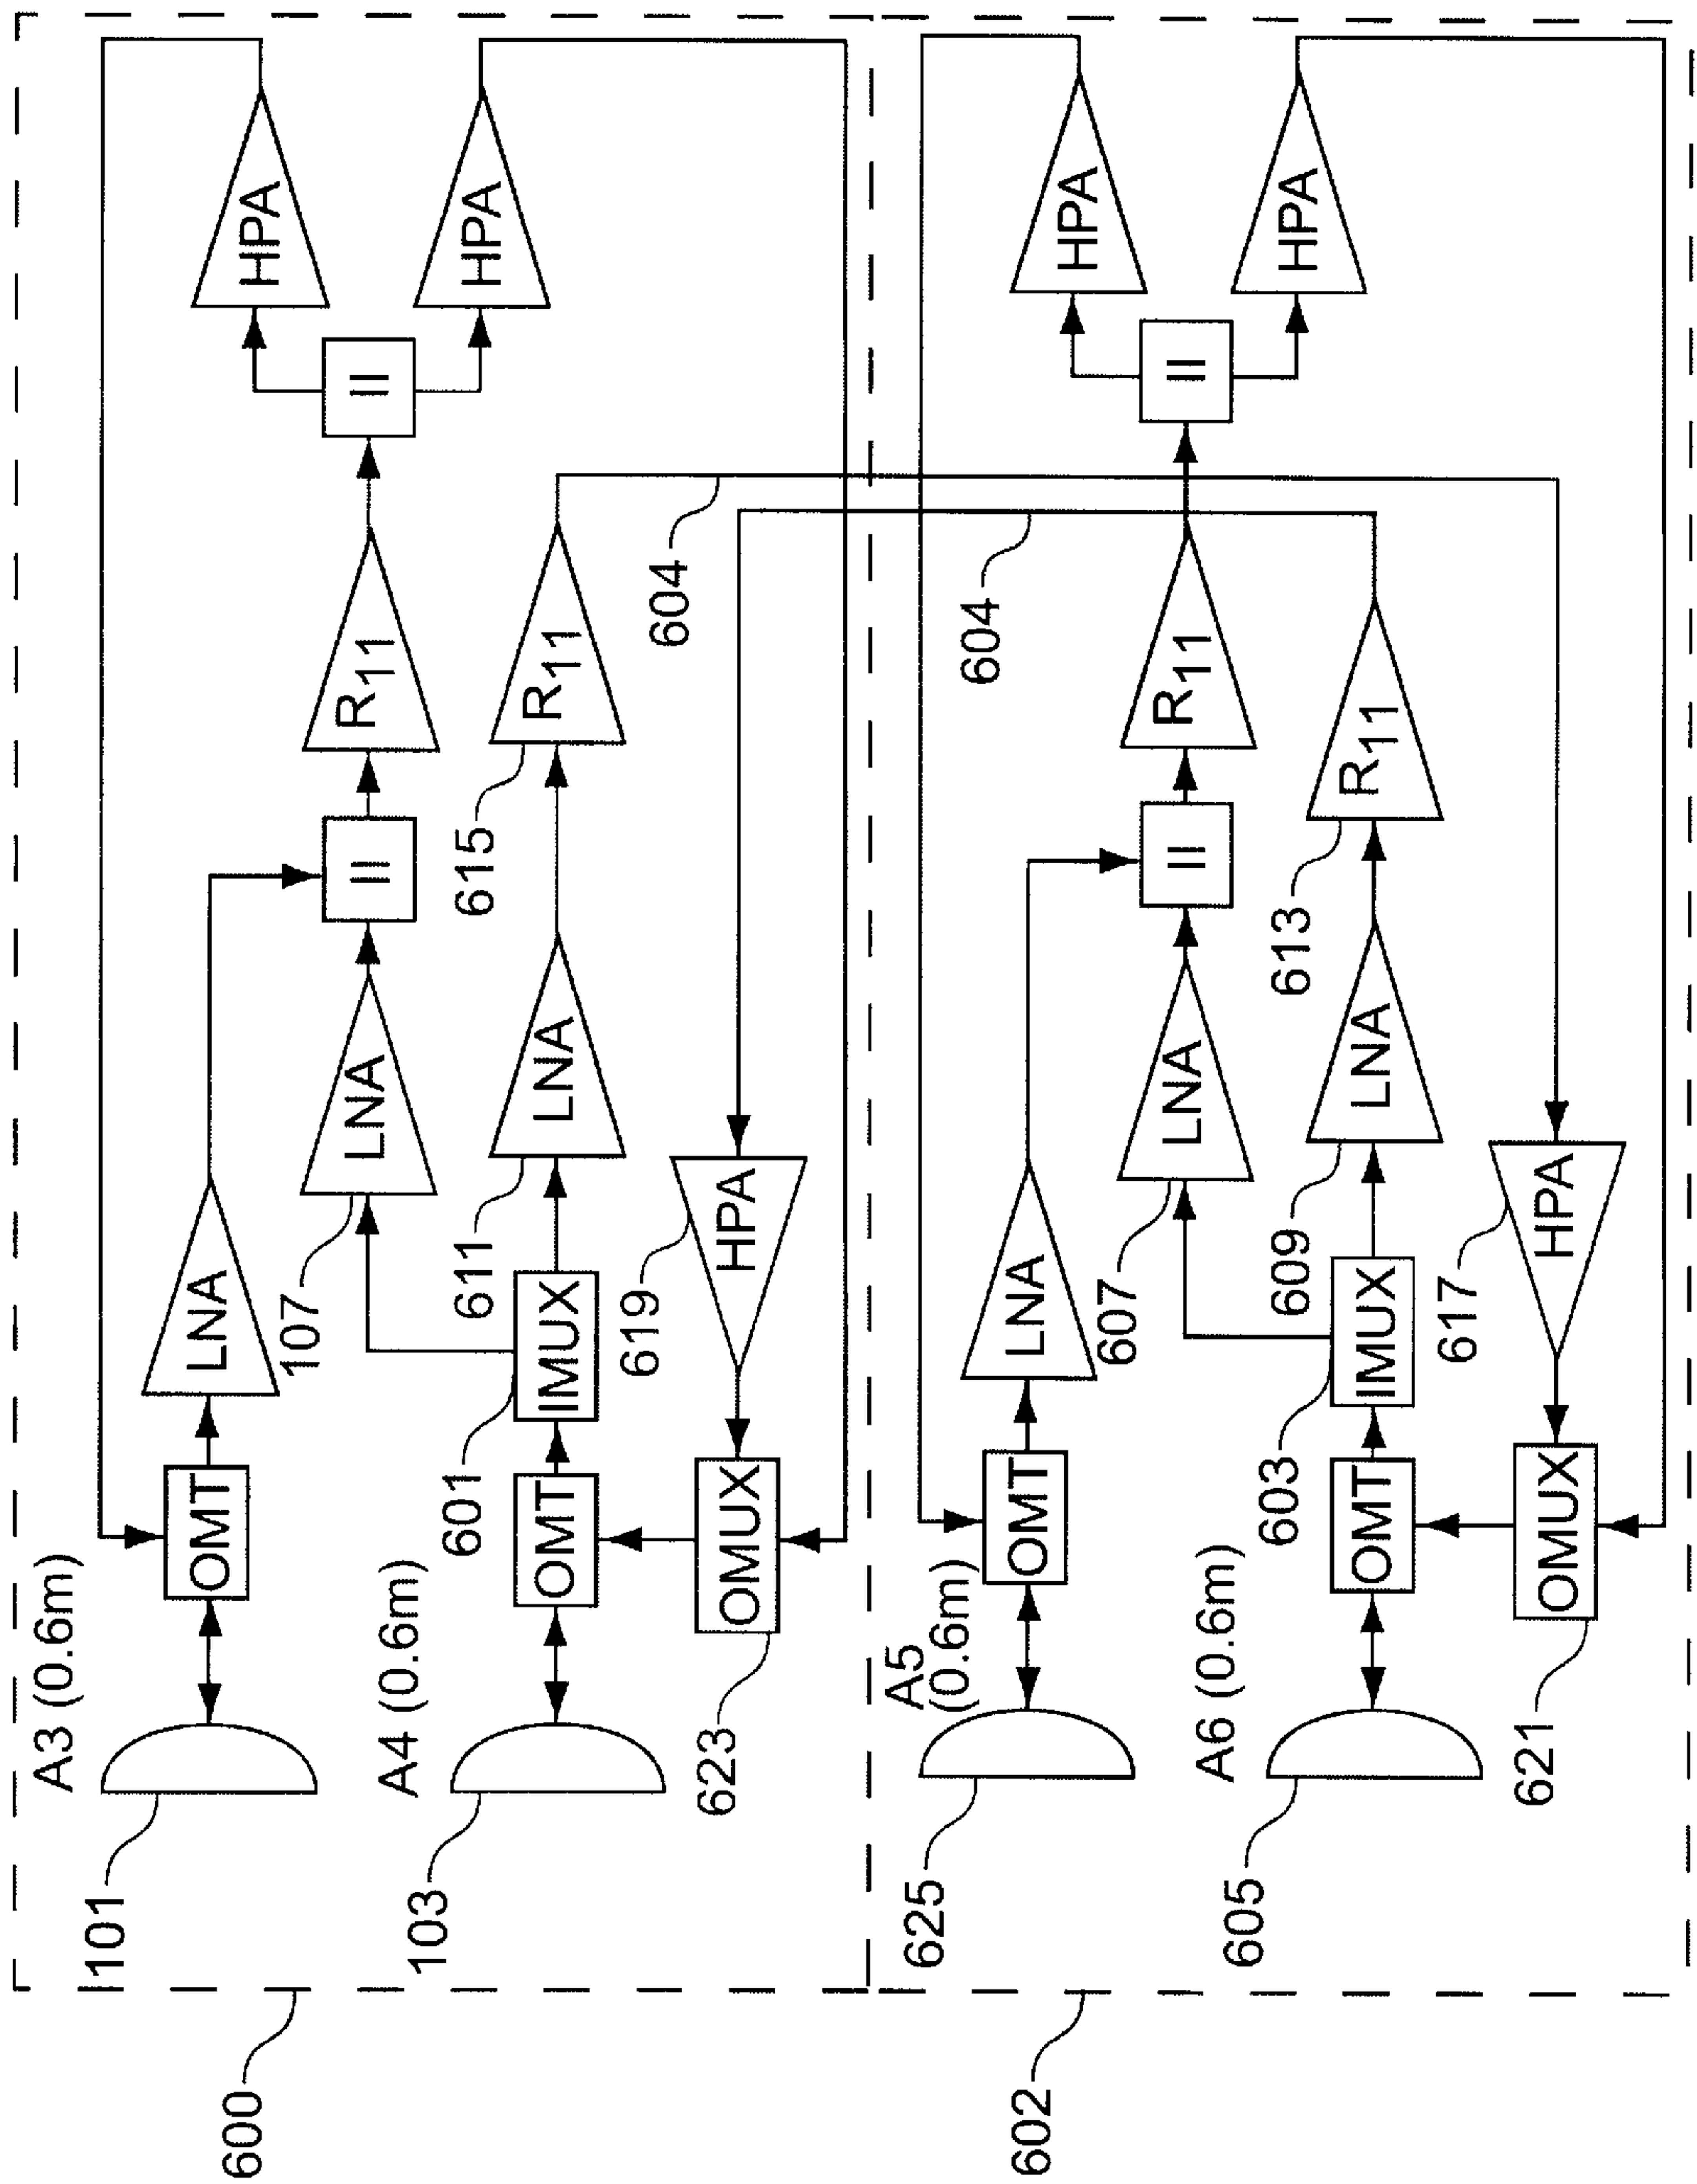 600
101
A3 (0.6m)
OMT
LNA
107
LNA
II
R11
II
HPA
HPA
103
A4 (0.6m)
OMT
601
IMUX
611
LNA
615
R11
604
623
OMUX
619
HPA
602
625
A5
(0.6m)
OMT
LNA
607
LNA
II
R11
604
II
HPA
HPA
605
A6 (0.6m)
OMT
603
IMUX
609
LNA
613
R11
621
OMUX
617
HPA